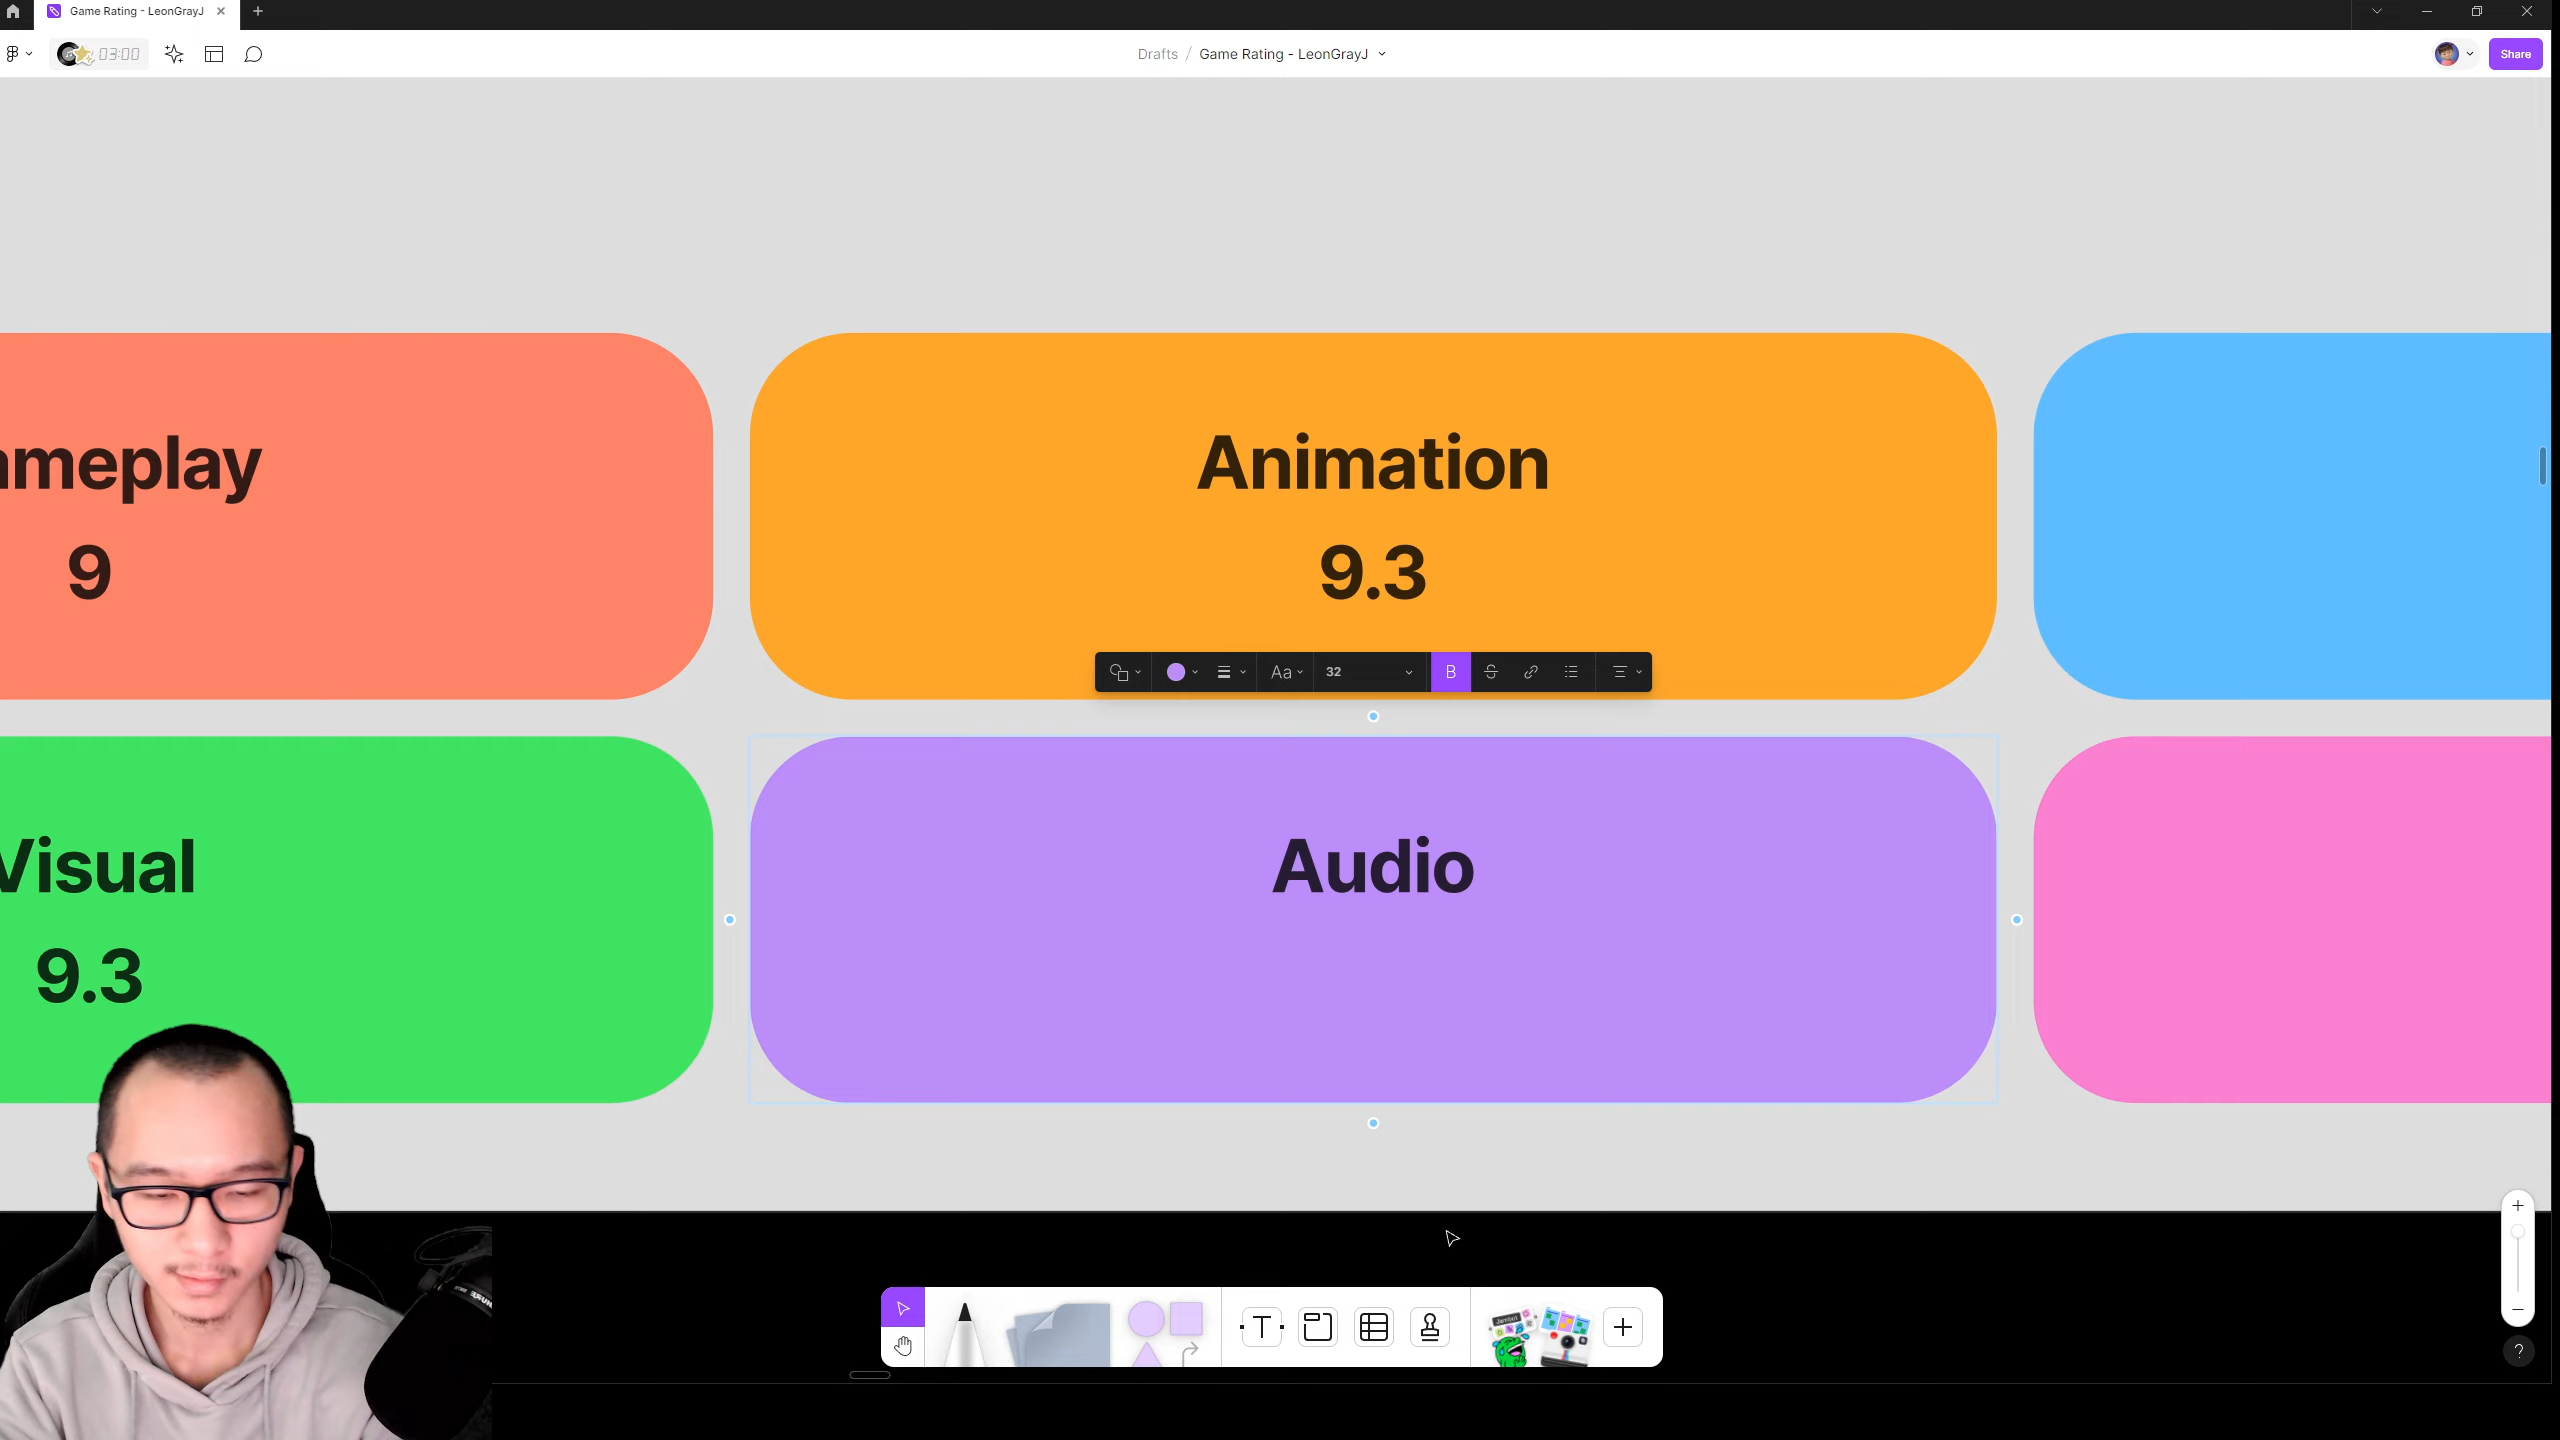 Game Rating - LeonGrayJ
03:00
Drafts / Game Rating - LeonGrayJ
Share
ameplay
9
Animation
9.3
Aa
32
B
Visual
9.3
Audio
T
?